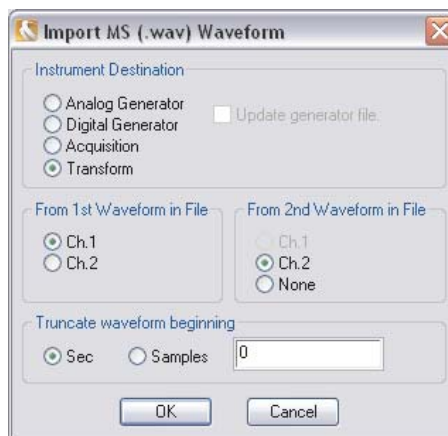 Import MS (.wav) Waveform
Instrument Destination
Analog Generator
Update generator file.
Digital Generator
Acquisition
Transform
From 1st Waveform in File
Ch.1
Ch.2
From 2nd Waveform in File
Ch.1
Ch.2
None
Truncate waveform beginning
Sec Samples 0
OK Cancel